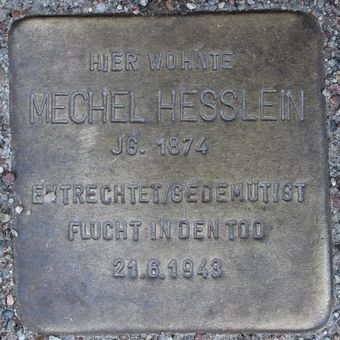 HIER WOHNTE
MECHEL HESSLEIN
JG. 1874
ENTRECHTET/GEDEMÜTIGT
FLUCHT IN DEN TOD
21.6.1943